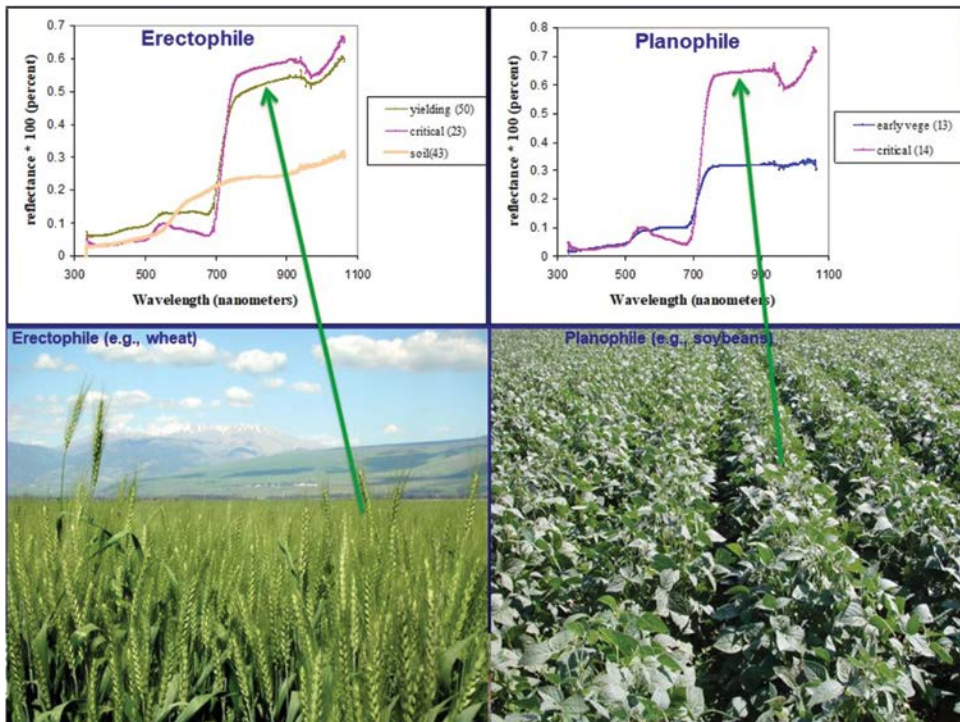 Erectophile
reflectance * 100 (percent)
0.7
0.6
0.5
0.4
0.3
0.2
0.1
0
300
500
700
900
1100
Wavelength (nanometers)
yielding (50)
critical (23)
soil(43)
Planophile
reflectance * 100 (percent)
0.8
0.7
0.6
0.5
0.4
0.3
0.2
0.1
0
300
500
700
900
1100
Wavelength (nanometers)
early vege (13)
critical (14)
Erectophile (e.g., wheat)
Planophile (e.g., soybeans)